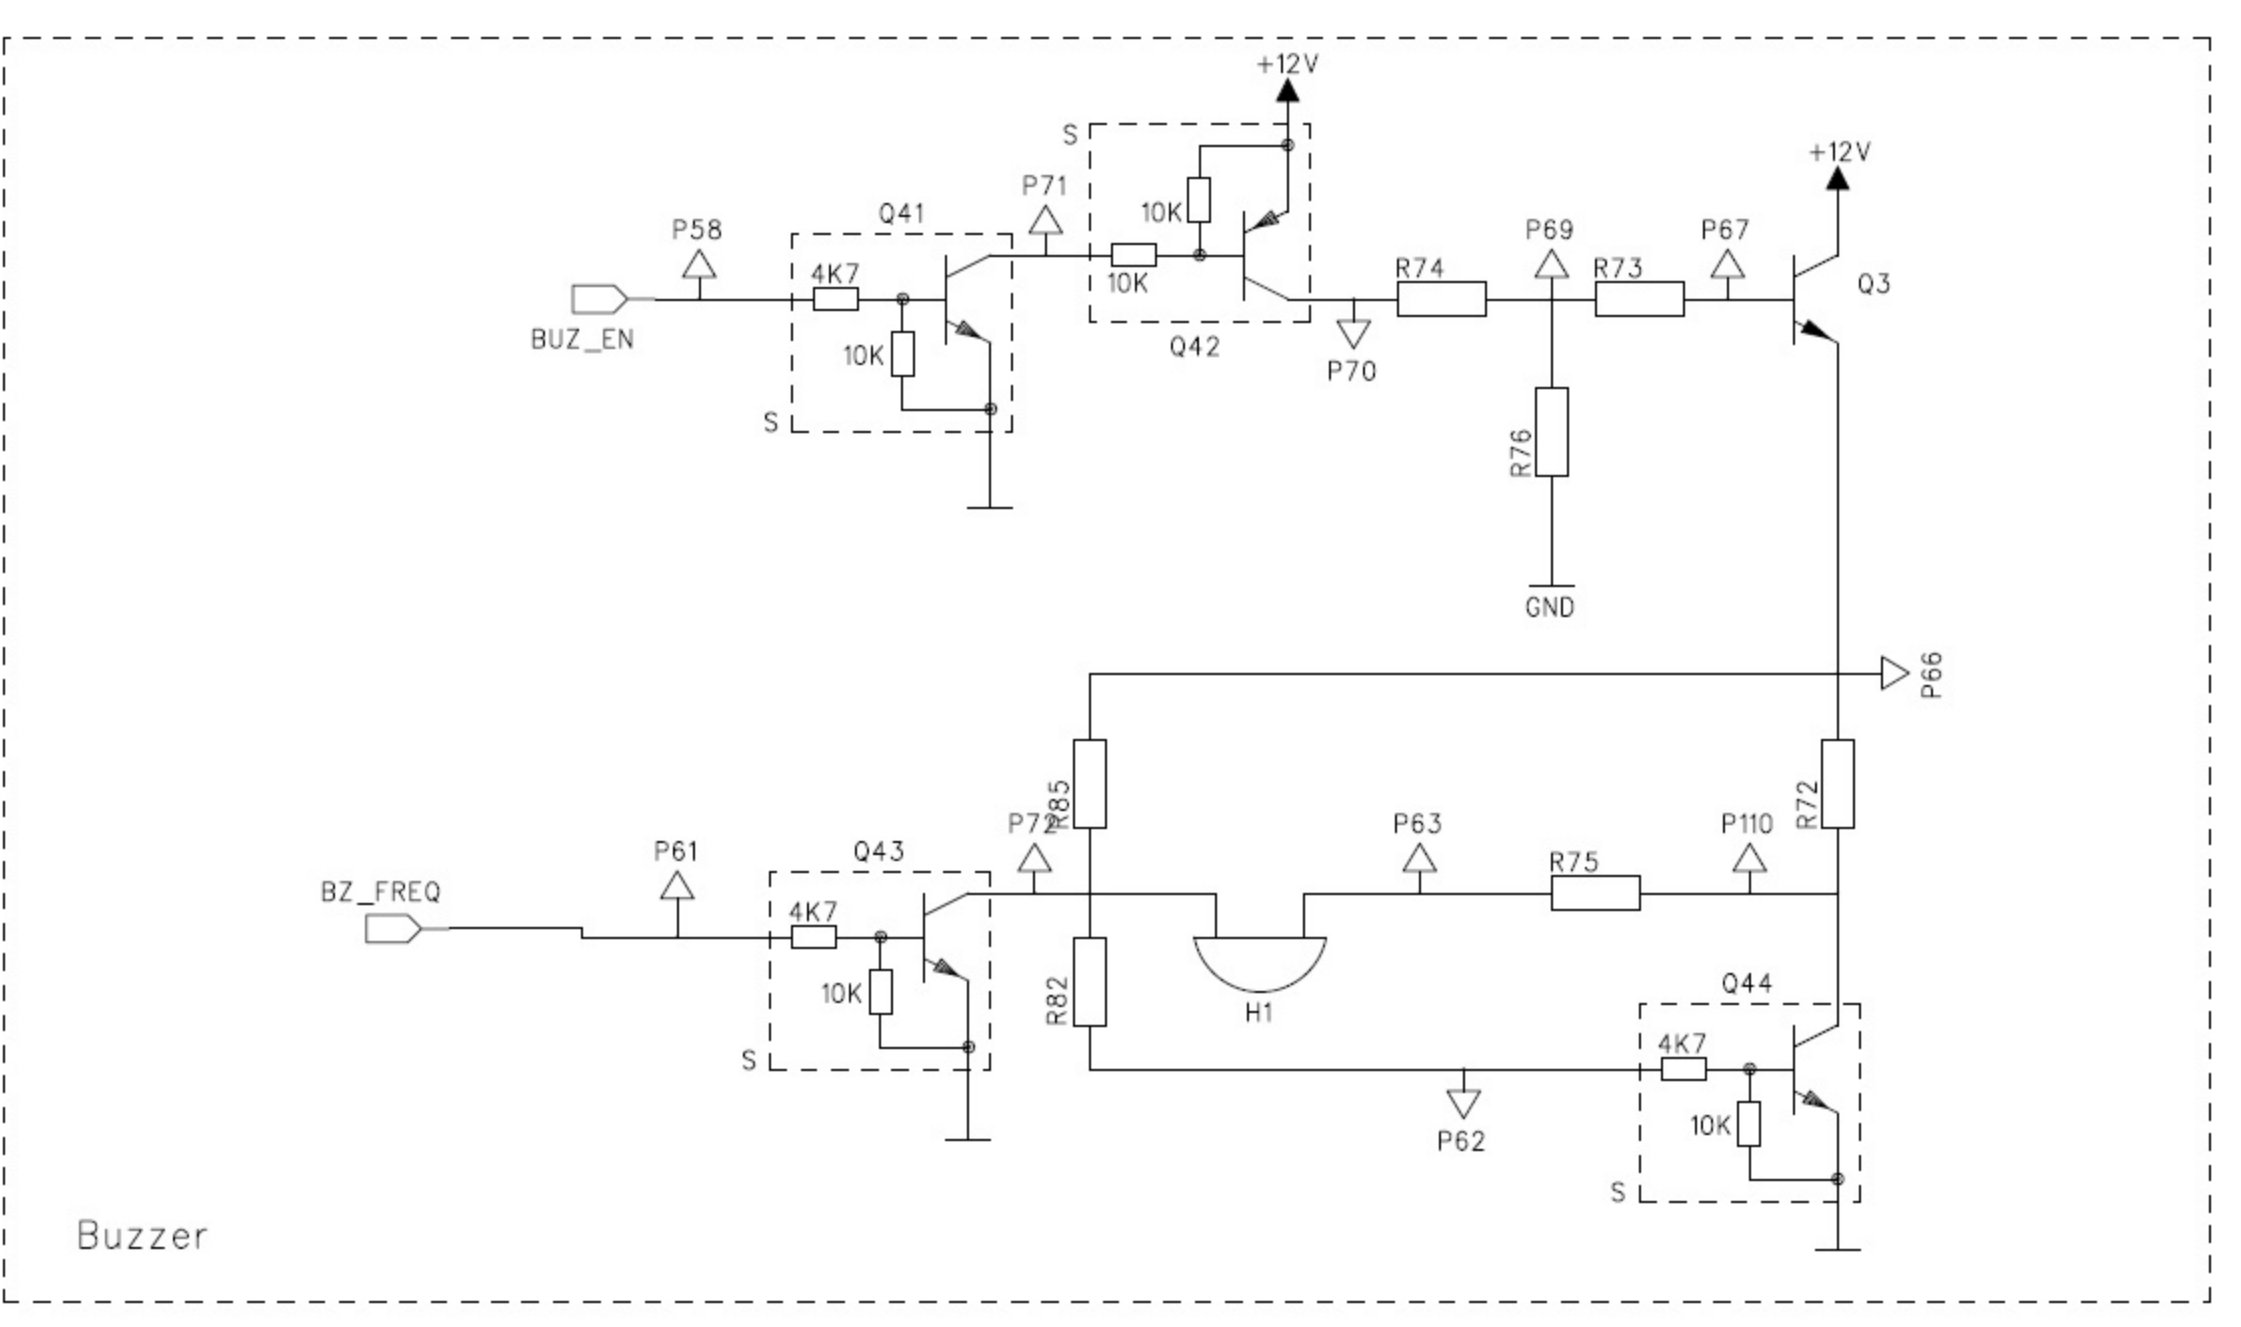 +12V
S
+12V
P71
10K
Q41
P58
P69
P67
4K7
10K
R74
R73
Q3
BUZ_EN
10K
Q42
P70
S
R76
GND
P66
R85
R72
P72
P63
P110
P61
Q43
R75
BZ_FREQ
4K7
10K
R82
H1
Q44
S
4K7
10K
P62
S
Buzzer